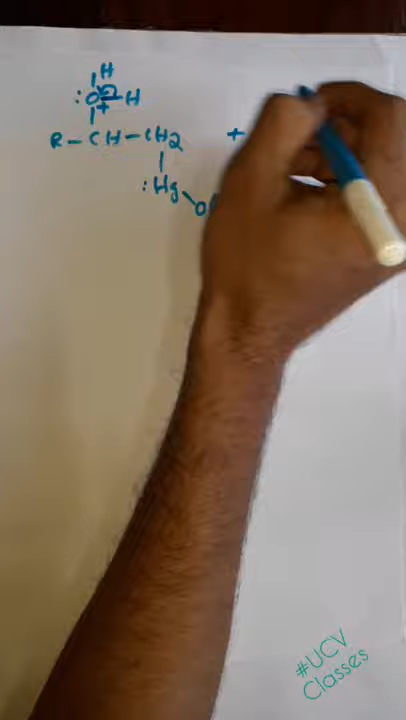 H
:O–H
+
R–CH–CH2 +
:Hg
#UCV
Classes